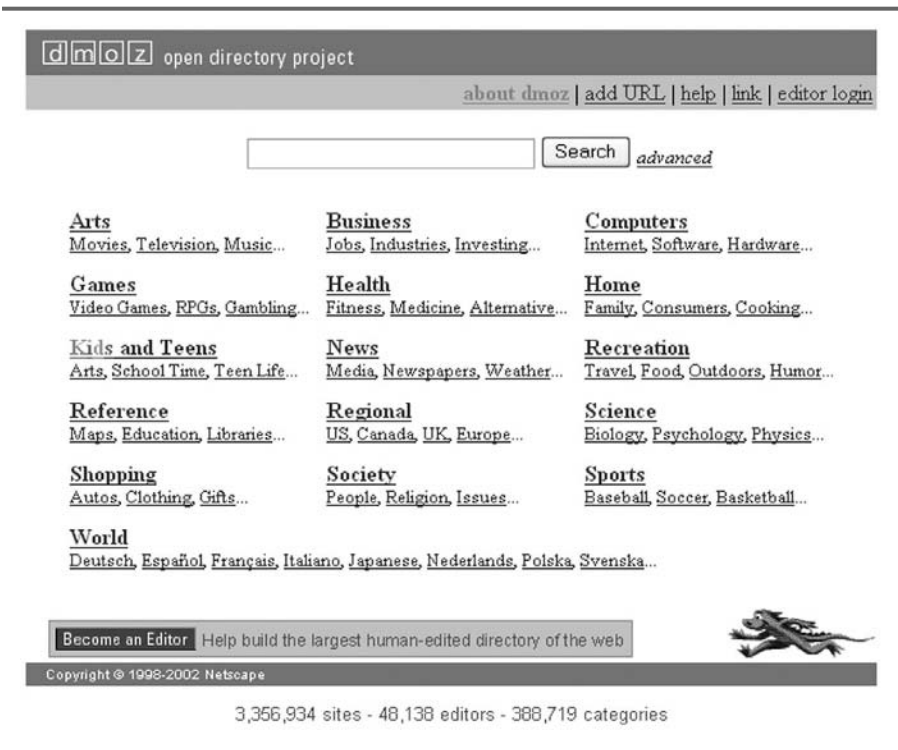 dmoz open directory project
about dmoz | add URL | help | link | editor login
Search advanced
Arts Business Computers
Movies, Television, Music... Jobs, Industries, Investing... Internet, Software, Hardware...
Games Health Home
Video Games, RPGs, Gambling... Fitness, Medicine, Alternative... Family, Consumers, Cooking...
Kids and Teens News Recreation
Arts, School Time, Teen Life... Media, Newspapers, Weather... Travel, Food, Outdoors, Humor...
Reference Regional Science
Maps, Education, Libraries... US, Canada, UK, Europe... Biology, Psychology, Physics...
Shopping Society Sports
Autos, Clothing, Gifts... People, Religion, Issues... Baseball, Soccer, Basketball...
World
Deutsch, Español, Français, Italiano, Japanese, Nederlands, Polska, Svenska...
Become an Editor Help build the largest human-edited directory of the web
Copyright © 1998-2002 Netscape
3,356,934 sites - 48,138 editors - 388,719 categories